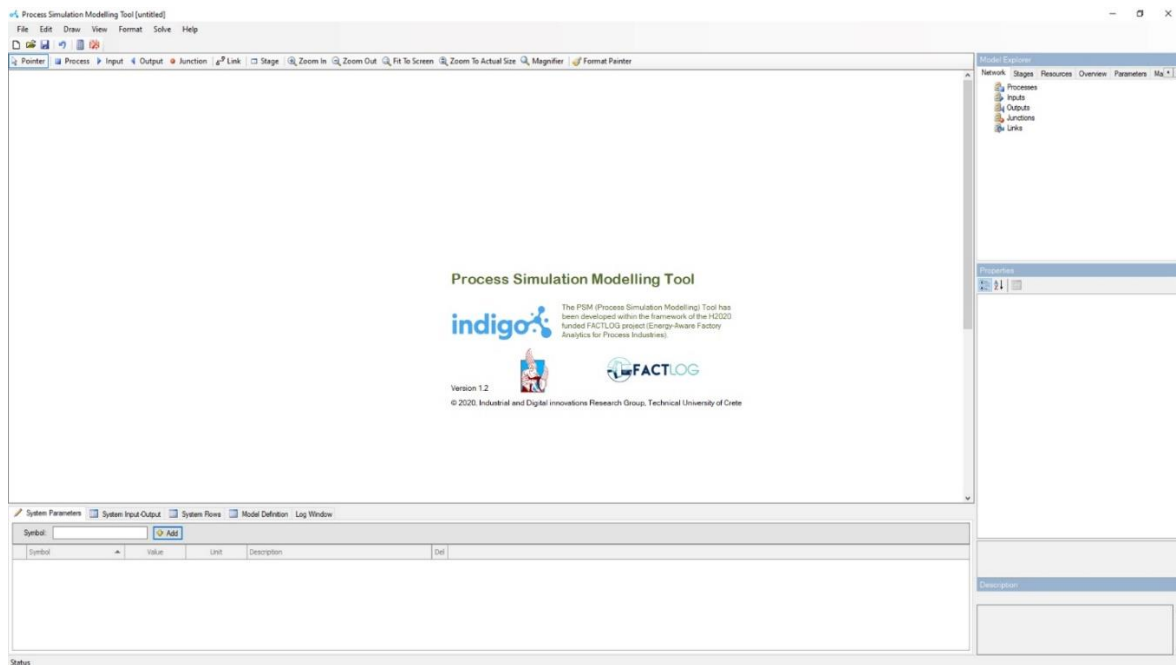 Process Simulation Modelling Tool [untitled]
File Edit Draw View Format Solve Help
Pointer Process Input Output Junction Link Stage Zoom In Zoom Out Fit To Screen Zoom To Actual Size Magnifier Format Painter
Model Explorer
Network Stages Resources Overview Parameters Ma
Processes
Inputs
Outputs
Junctions
Links
Properties
Process Simulation Modelling Tool
indigo
The PSM (Process Simulation Modelling) Tool has
been developed within the framework of the H2020
funded FACTLOG project (Energy-Aware Factory
Analytics for Process Industries).
FACTLOG
Version 1.2
© 2020, Industrial and Digital innovations Research Group, Technical University of Crete
System Parameters System Input-Output System Flows Model Definition Log Window
Symbol: Add
Symbol Value Unit Description Del
Description
Status